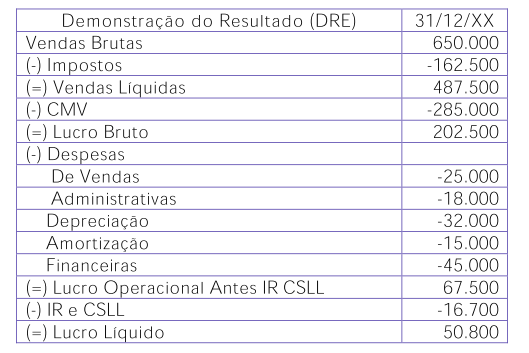 Demonstração do Resultado (DRE) 31/12/XX
Vendas Brutas 650.000
(-) Impostos -162.500
(=) Vendas Líquidas 487.500
(-) CMV -285.000
(=) Lucro Bruto 202.500
(-) Despesas
De Vendas -25.000
Administrativas -18.000
Depreciação -32.000
Amortização -15.000
Financeiras -45.000
(=) Lucro Operacional Antes IR CSLL 67.500
(-) IR e CSLL -16.700
(=) Lucro Líquido 50.800